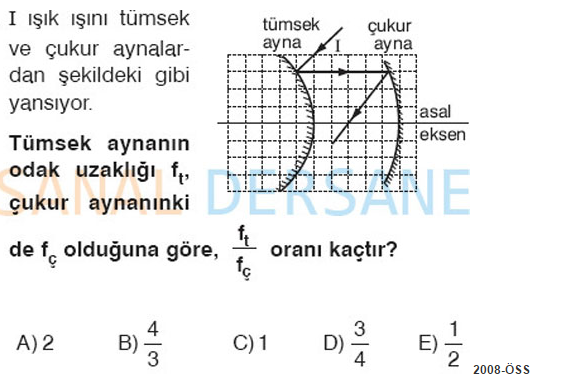 I ışık ışını tümsek
ve çukur aynalar-
dan şekildeki gibi
yansıyor.
tümsek
ayna
I
çukur
ayna
asal
eksen
Tümsek aynanın
odak uzaklığı fₜ,
çukur aynanınki
de f_ç olduğuna göre, fₜ/f_ç oranı kaçtır?
SANAL DERSANE
A) 2 B) 4/3 C) 1 D) 3/4 E) 1/2
2008-ÖSS